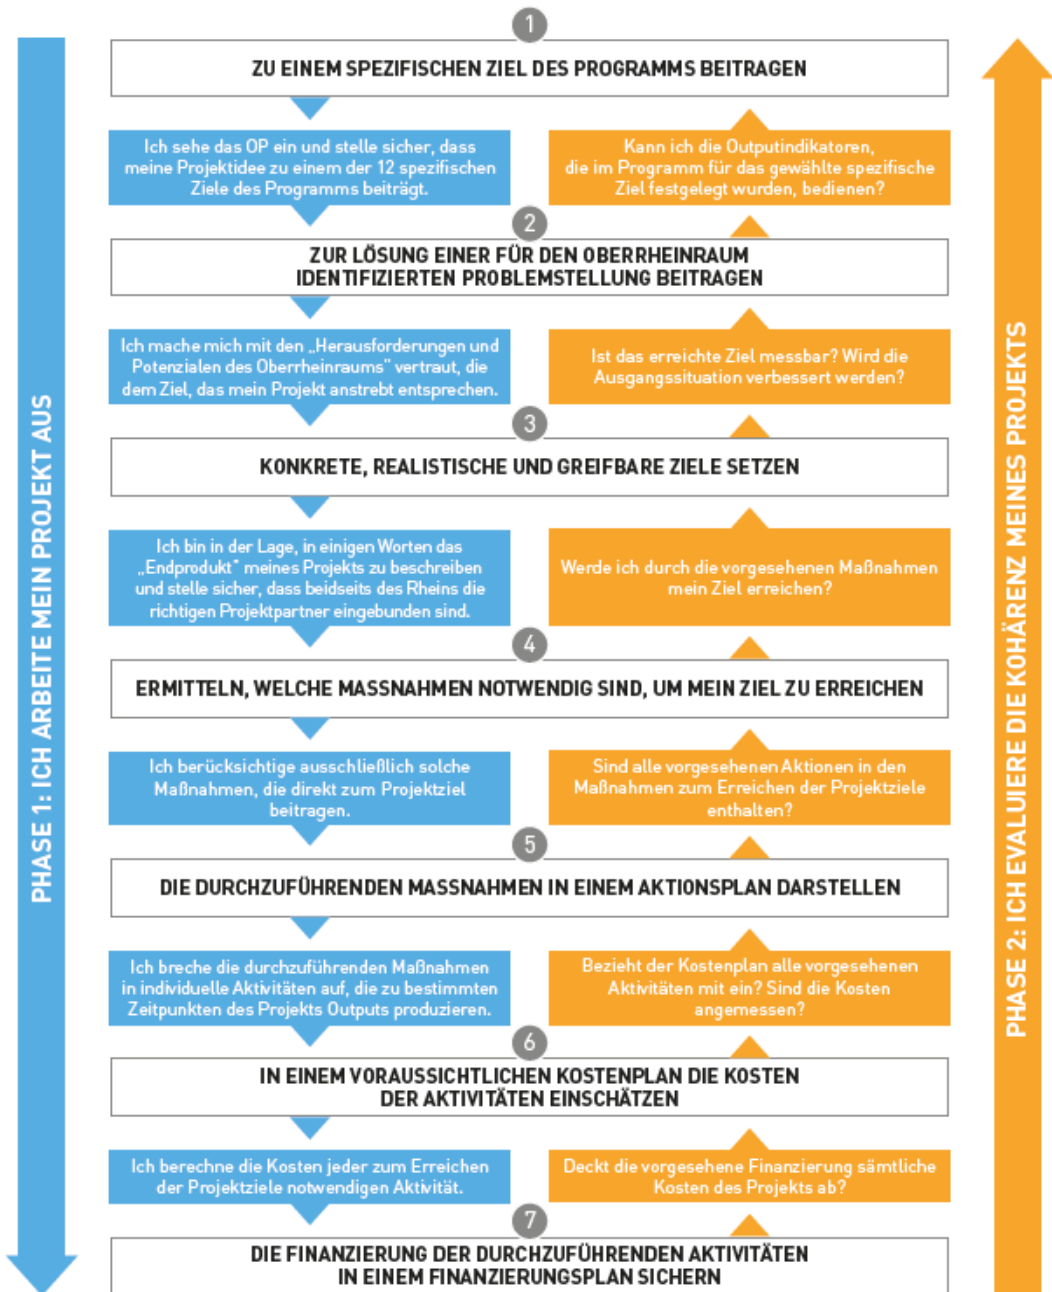 1
ZU EINEM SPEZIFISCHEN ZIEL DES PROGRAMMS BEITRAGEN
Ich sehe das OP ein und stelle sicher, dass
meine Projektidee zu einem der 12 spezifischen
Ziele des Programms beiträgt.
Kann ich die Outputindikatoren,
die im Programm für das gewählte spezifische
Ziel festgelegt wurden, bedienen?
2
ZUR LÖSUNG EINER FÜR DEN OBERRHEINRAUM
IDENTIFIZIERTEN PROBLEMSTELLUNG BEITRAGEN
Ich mache mich mit den „Herausforderungen und
Potenzialen des Oberrheinraums" vertraut, die
dem Ziel, das mein Projekt anstrebt entsprechen.
Ist das erreichte Ziel messbar? Wird die
Ausgangssituation verbessert werden?
3
KONKRETE, REALISTISCHE UND GREIFBARE ZIELE SETZEN
Ich bin in der Lage, in einigen Worten das
„Endprodukt" meines Projekts zu beschreiben
und stelle sicher, dass beidseits des Rheins die
richtigen Projektpartner eingebunden sind.
Werde ich durch die vorgesehenen Maßnahmen
mein Ziel erreichen?
4
ERMITTELN, WELCHE MASSNAHMEN NOTWENDIG SIND, UM MEIN ZIEL ZU ERREICHEN
Ich berücksichtige ausschließlich solche
Maßnahmen, die direkt zum Projektziel
beitragen.
Sind alle vorgesehenen Aktionen in den
Maßnahmen zum Erreichen der Projektziele
enthalten?
5
DIE DURCHZUFÜHRENDEN MASSNAHMEN IN EINEM AKTIONSPLAN DARSTELLEN
Ich breche die durchzuführenden Maßnahmen
in individuelle Aktivitäten auf, die zu bestimmten
Zeitpunkten des Projekts Outputs produzieren.
Bezieht der Kostenplan alle vorgesehenen
Aktivitäten mit ein? Sind die Kosten
angemessen?
6
IN EINEM VORAUSSICHTLICHEN KOSTENPLAN DIE KOSTEN
DER AKTIVITÄTEN EINSCHÄTZEN
Ich berechne die Kosten jeder zum Erreichen
der Projektziele notwendigen Aktivität.
Deckt die vorgesehene Finanzierung sämtliche
Kosten des Projekts ab?
7
DIE FINANZIERUNG DER DURCHZUFÜHRENDEN AKTIVITÄTEN
IN EINEM FINANZIERUNGSPLAN SICHERN
PHASE 1: ICH ARBEITE MEIN PROJEKT AUS
PHASE 2: ICH EVALUIERE DIE KOHÄRENZ MEINES PROJEKTS